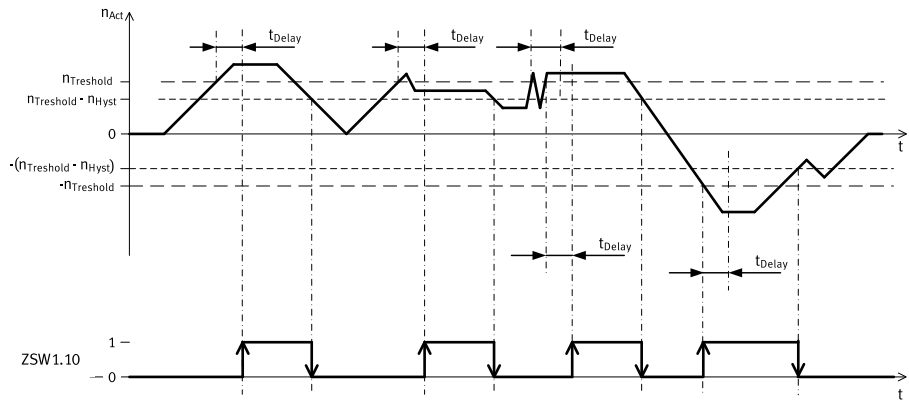 nAct
tDelay
tDelay
tDelay
nTreshold
nTreshold - nHyst
0
t
-(nTreshold - nHyst)
-nTreshold
tDelay
tDelay
1
ZSW1.10
0
t